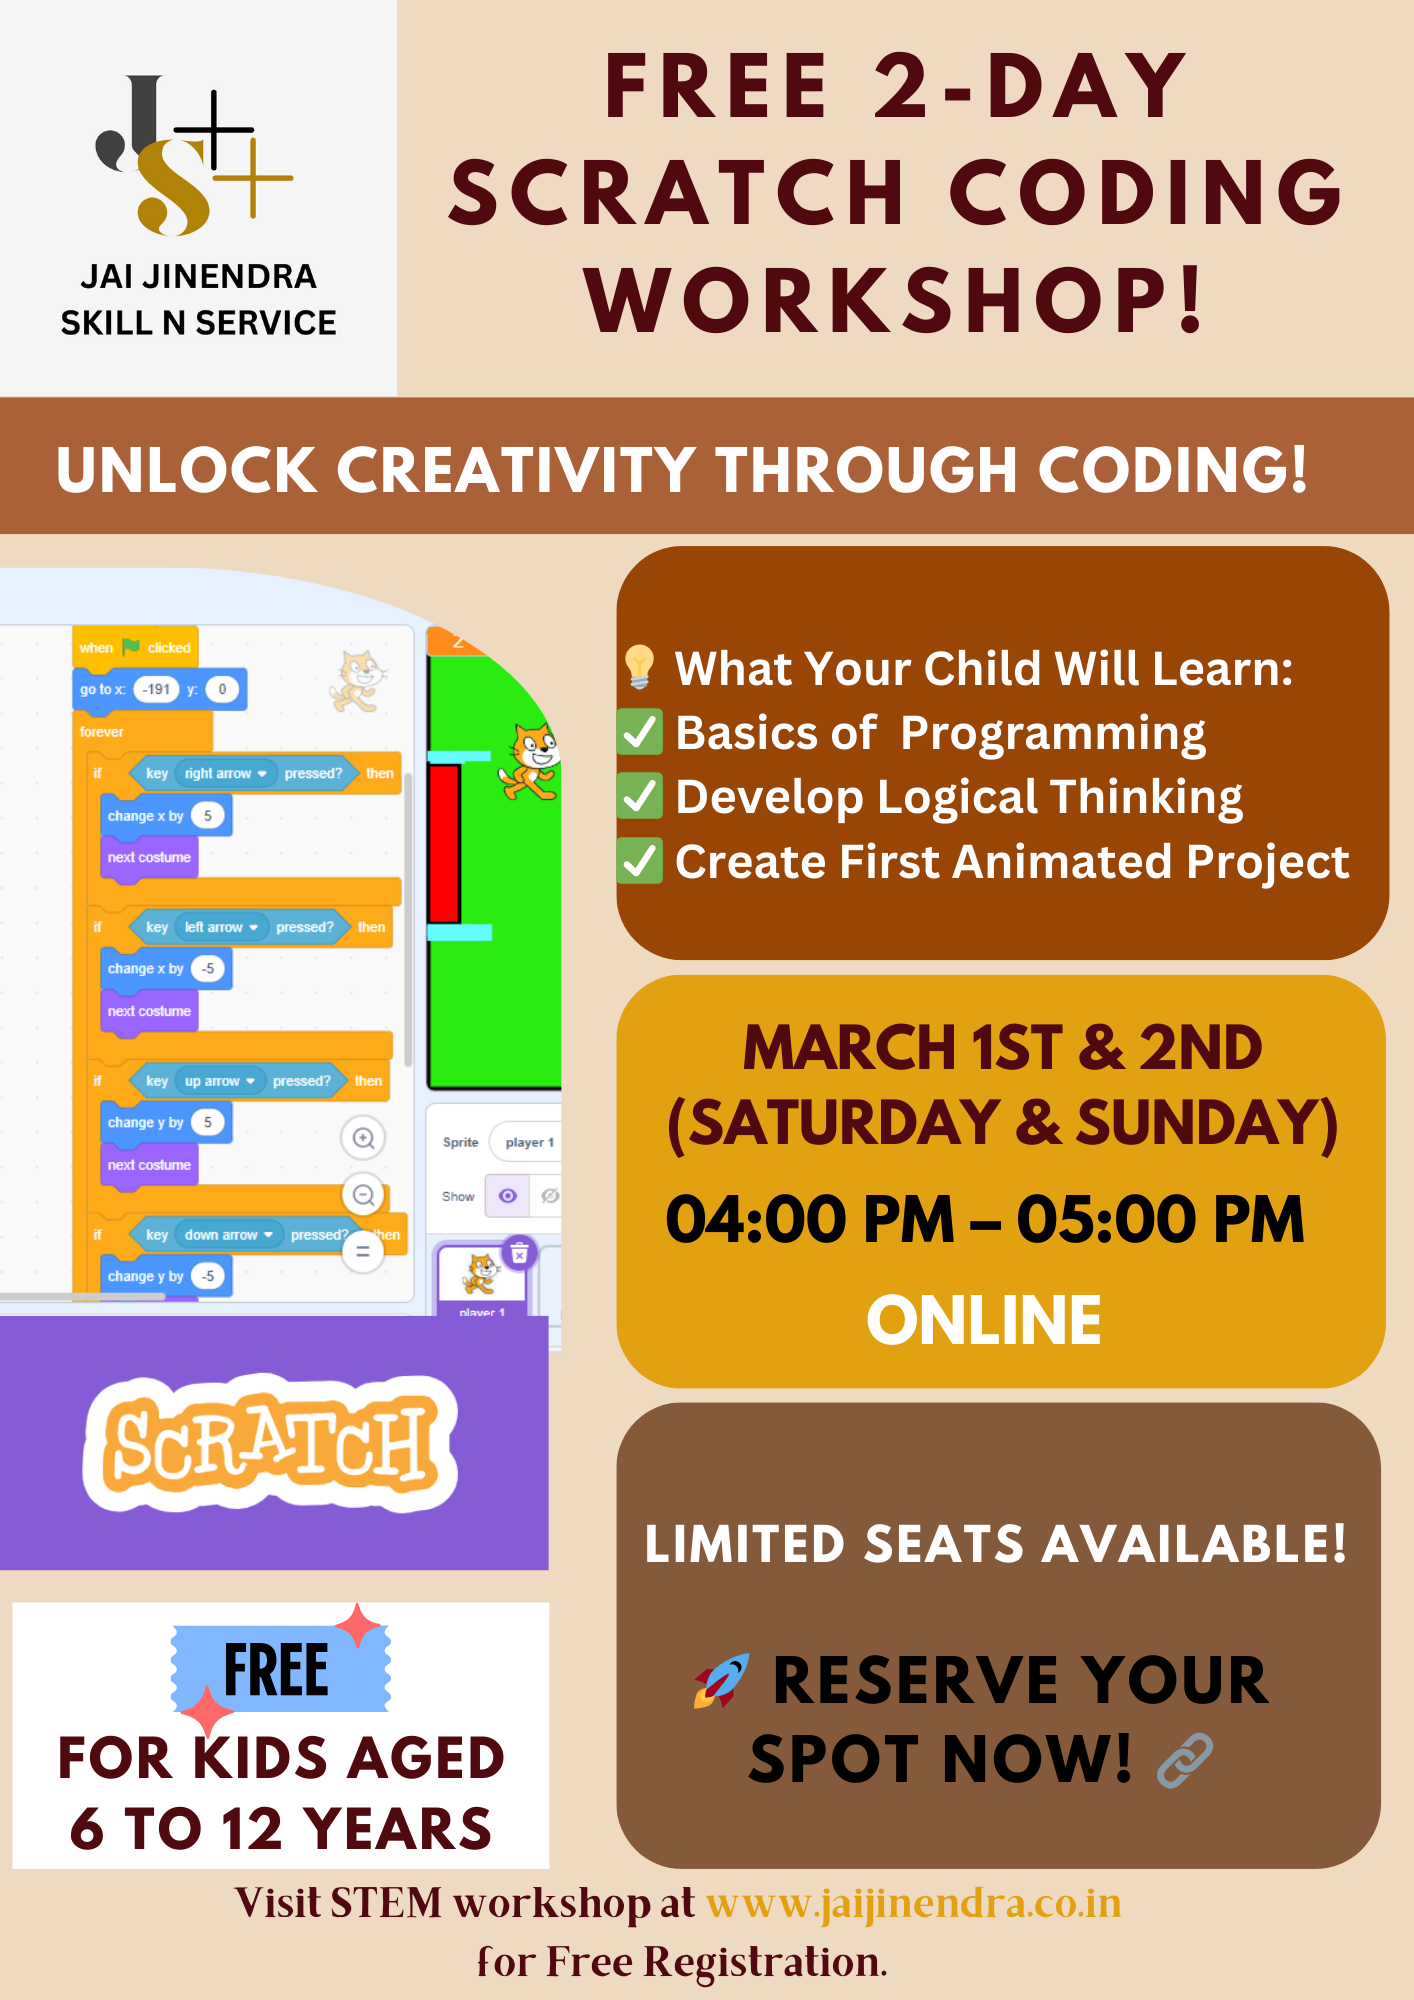 JS++
JAI JINENDRA
SKILL N SERVICE
FREE 2-DAY
SCRATCH CODING
WORKSHOP!
UNLOCK CREATIVITY THROUGH CODING!
when clicked
go to x: -191 y: 0
forever
if key right arrow pressed? then
change x by 5
next costume
if key left arrow pressed? then
change x by -5
next costume
if key up arrow pressed? then
change y by 5
next costume
if key down arrow pressed? then
change y by -5
2
Sprite player 1
Show
player 1
SCRATCH
💡 What Your Child Will Learn:
✅ Basics of Programming
✅ Develop Logical Thinking
✅ Create First Animated Project
MARCH 1ST & 2ND
(SATURDAY & SUNDAY)
04:00 PM – 05:00 PM
ONLINE
LIMITED SEATS AVAILABLE!
🚀 RESERVE YOUR
SPOT NOW! 🔗
FREE
FOR KIDS AGED
6 TO 12 YEARS
Visit STEM workshop at www.jaijinendra.co.in
for Free Registration.